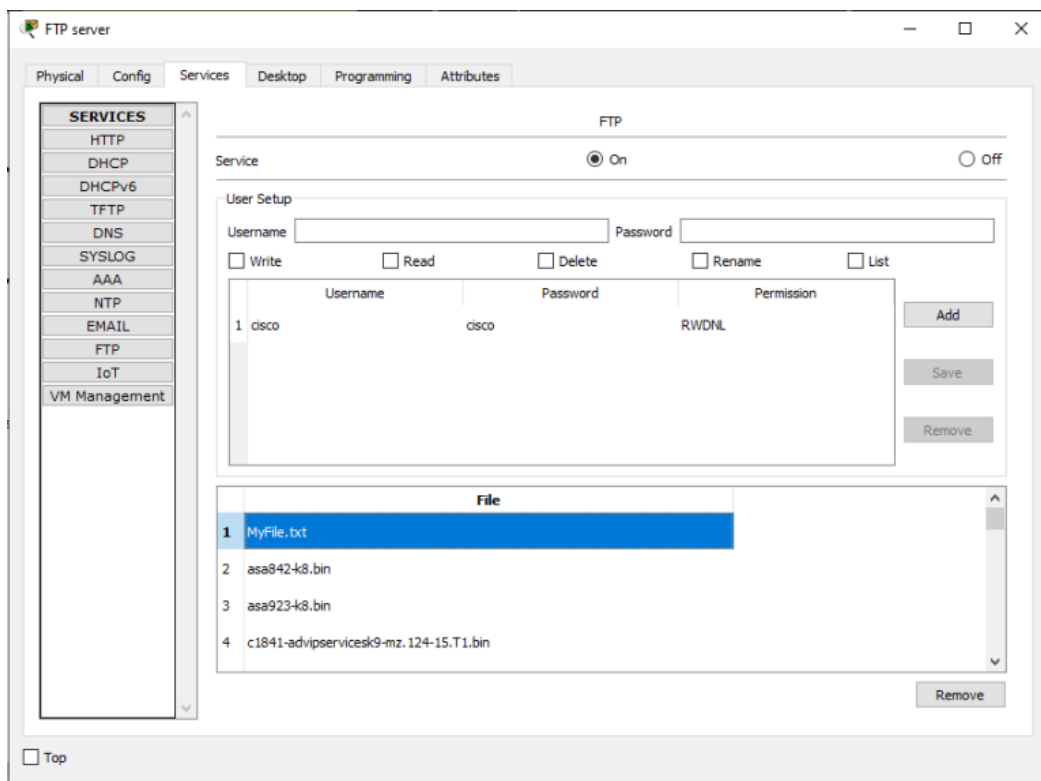 FTP server
Physical Config Services Desktop Programming Attributes
SERVICES
HTTP
DHCP
DHCPv6
TFTP
DNS
SYSLOG
AAA
NTP
EMAIL
FTP
IoT
VM Management
FTP
Service On Off
User Setup
Username Password
Write Read Delete Rename List
Username Password Permission
1 cisco cisco RWDNL
Add
Save
Remove
File
1 MyFile.txt
2 asa842-k8.bin
3 asa923-k8.bin
4 c1841-advipservicesk9-mz.124-15.T1.bin
Remove
Top